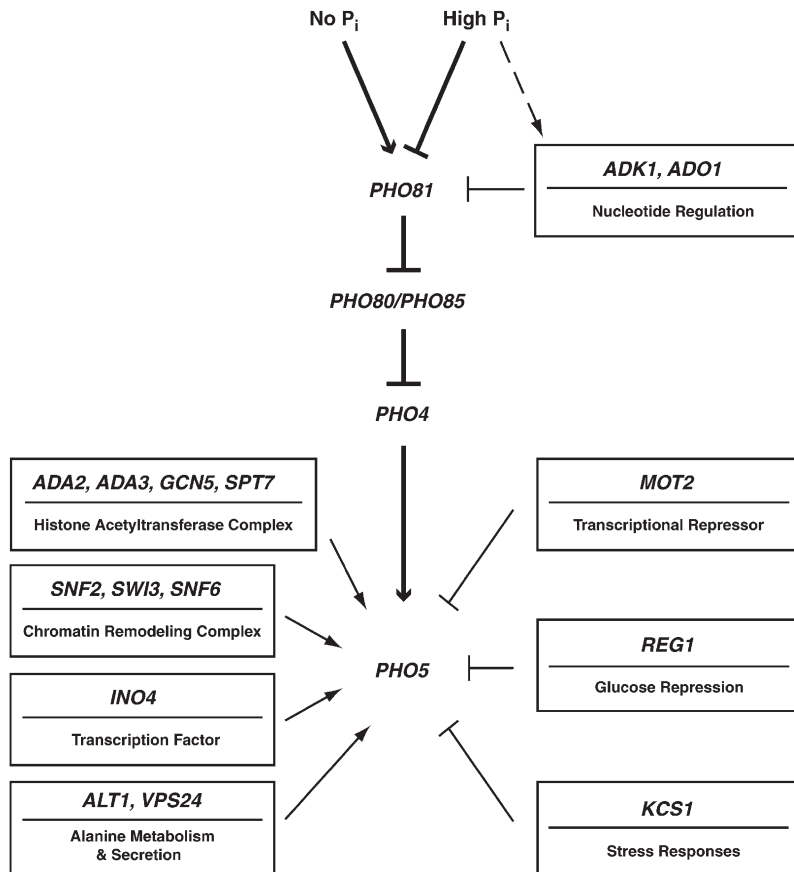 No Pi High Pi
ADK1, ADO1
PHO81
Nucleotide Regulation
PHO80/PHO85
PHO4
ADA2, ADA3, GCN5, SPT7
Histone Acetyltransferase Complex
MOT2
Transcriptional Repressor
SNF2, SWI3, SNF6
Chromatin Remodeling Complex
REG1
Glucose Repression
PHO5
INO4
Transcription Factor
ALT1, VPS24
Alanine Metabolism
& Secretion
KCS1
Stress Responses